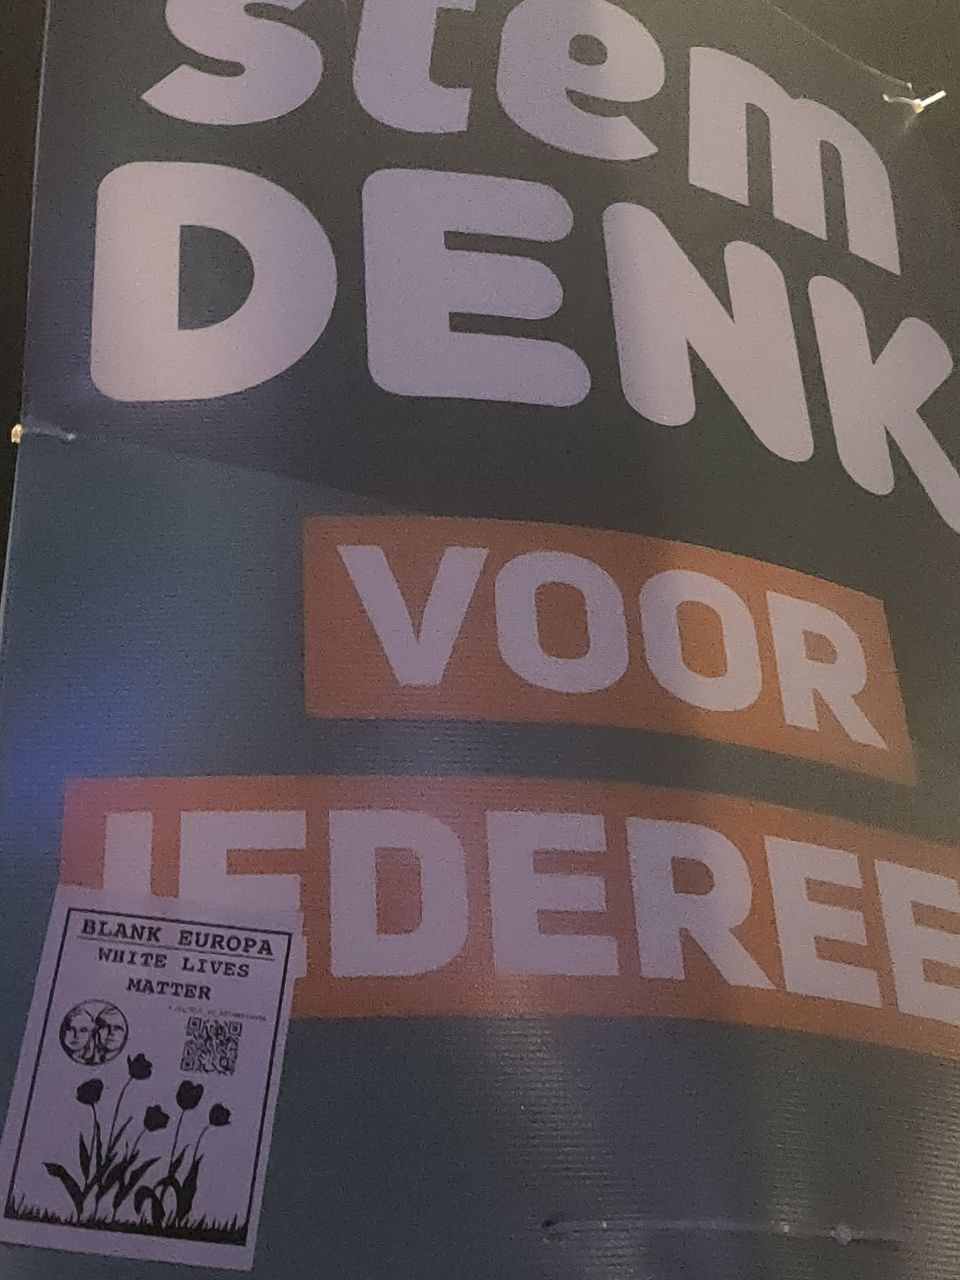 stem
DENK
VOOR
IEDEREE
BLANK EUROPA
WHITE LIVES
MATTER